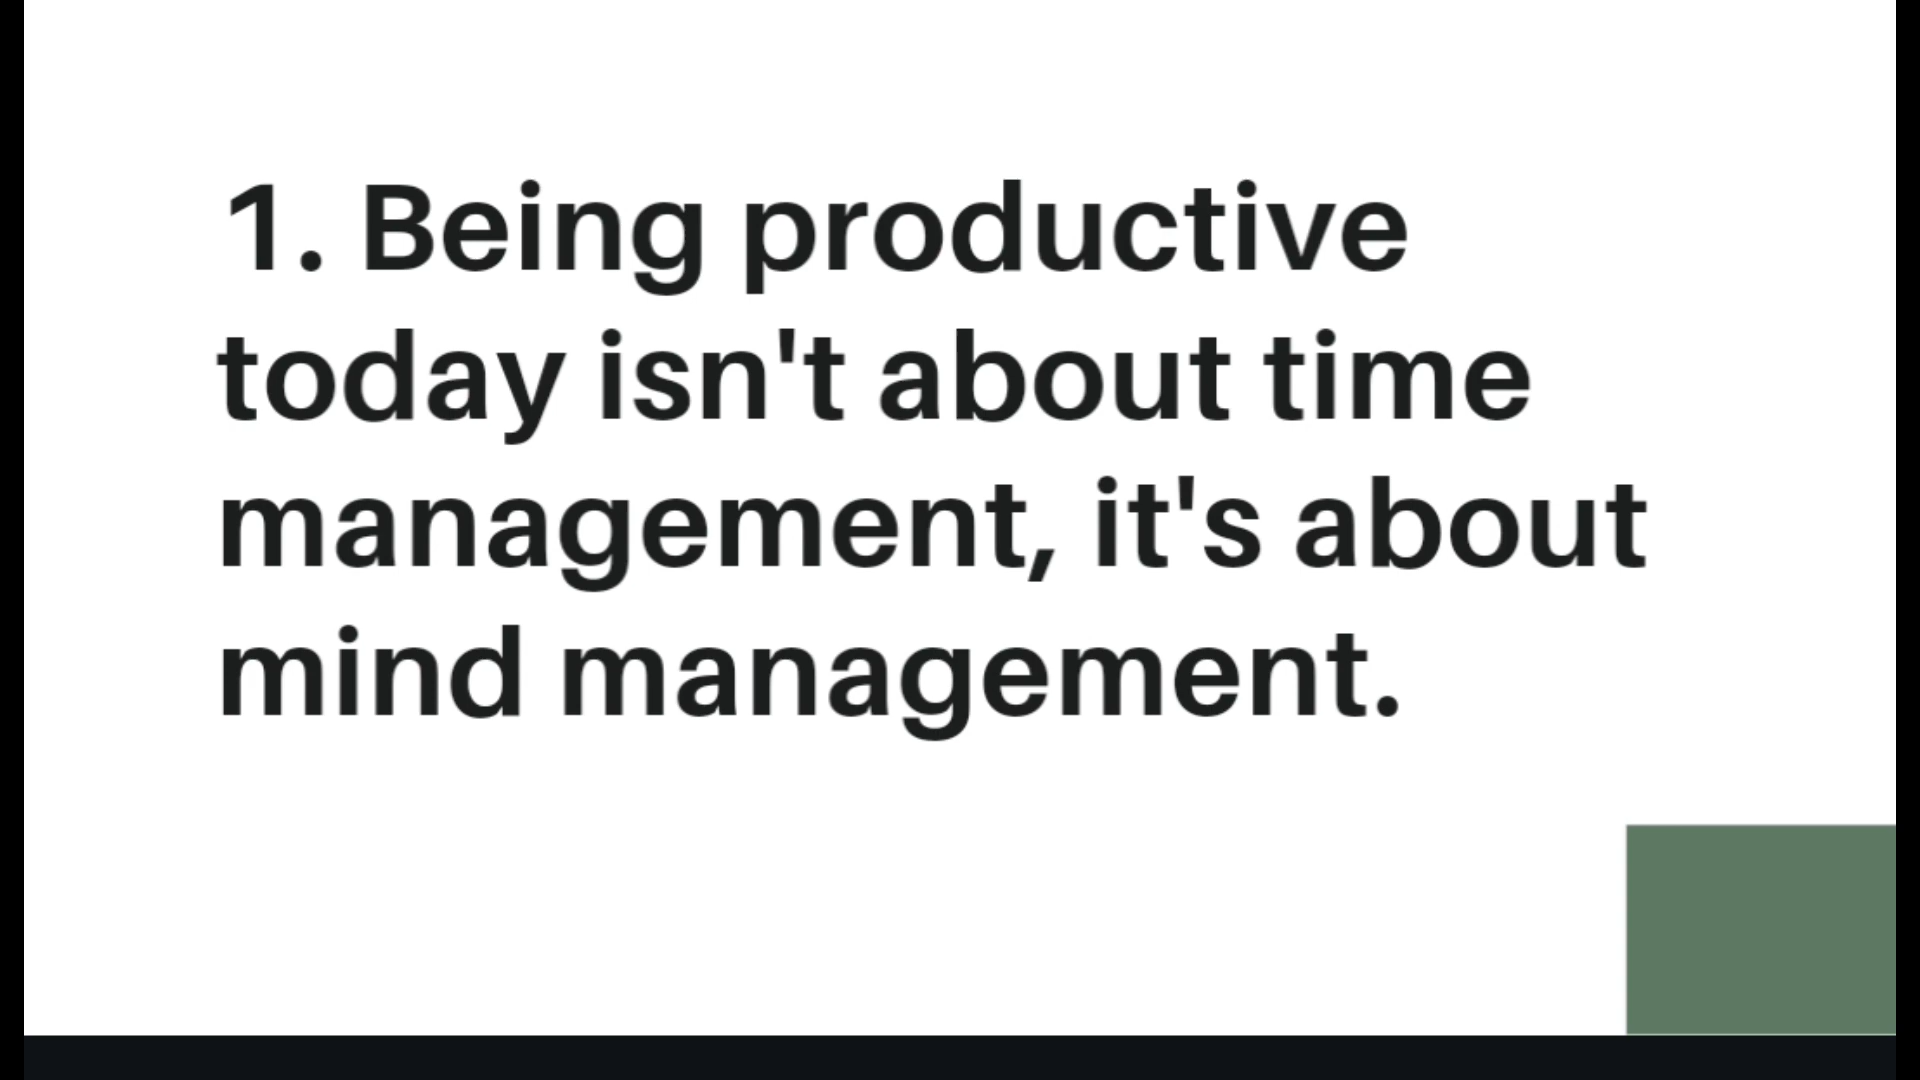 1. Being productive
today isn't about time
management, it's about
mind management.